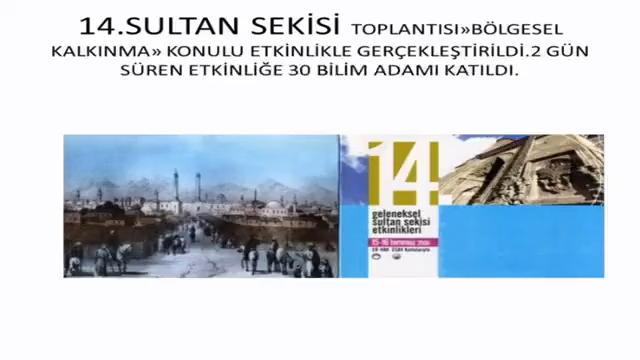 14.SULTAN SEKİSİ TOPLANTISI»BÖLGESEL
KALKINMA» KONULU ETKİNLİKLE GERÇEKLEŞTİRİLDİ.2 GÜN
SÜREN ETKİNLİĞE 30 BİLİM ADAMI KATILDI.
14
geleneksel
sultan sekisi
etkinlikleri
15-16 temmuz